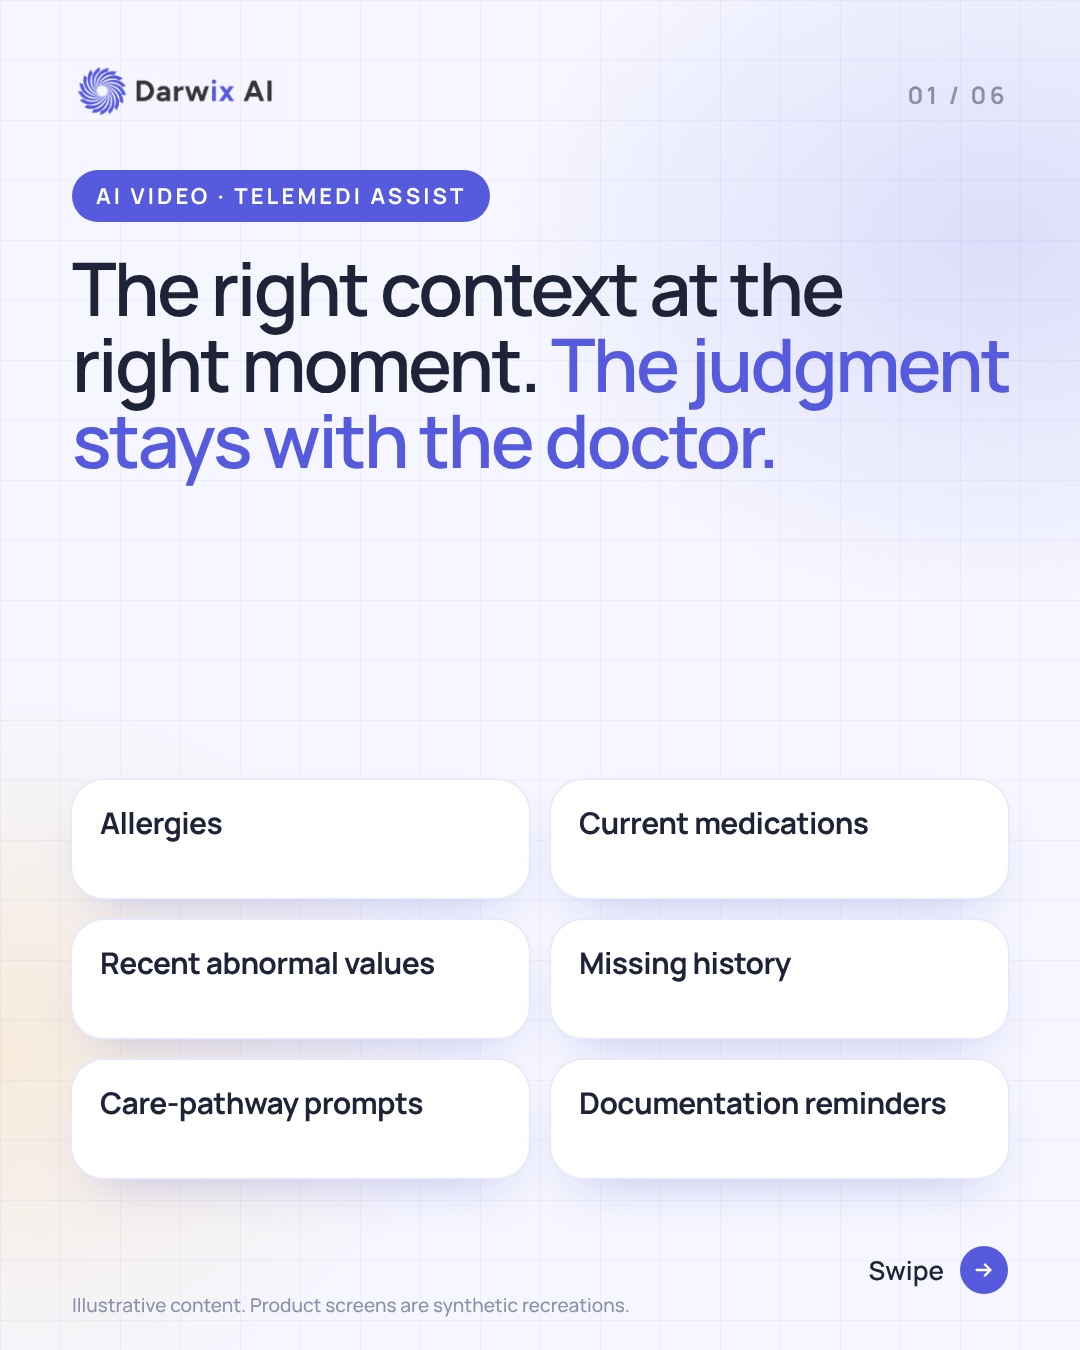 Darwix AI
01 / 06
AI VIDEO · TELEMEDI ASSIST
The right context at the
right moment. The judgment
stays with the doctor.
Allergies
Current medications
Recent abnormal values
Missing history
Care-pathway prompts
Documentation reminders
Swipe
Illustrative content. Product screens are synthetic recreations.